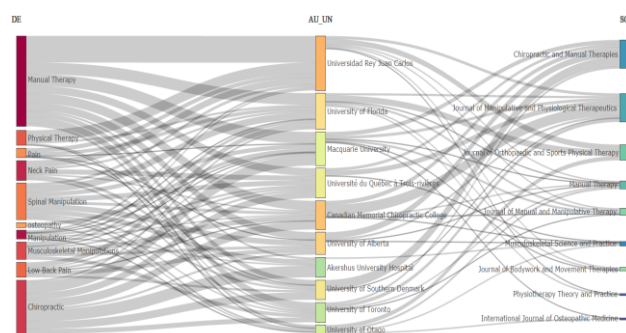 DE
AU_UN
SO
Manual Therapy
Physical Therapy
Pain
Neck Pain
Spinal Manipulation
osteopathy
Manipulation
Musculoskeletal Manipulations
Low Back Pain
Chiropractic
Universidad Rey Juan Carlos
University of Florida
Macquarie University
Université du Québec à Trois-rivières
Canadian Memorial Chiropractic College
University of Alberta
Akershus University Hospital
University of Southern Denmark
University of Toronto
University of Otago
Chiropractic and Manual Therapies
Journal of Manipulative and Physiological Therapeutics
Journal of Orthopaedic and Sports Physical Therapy
Manual Therapy
Journal of Manual and Manipulative Therapy
Musculoskeletal Science and Practice
Journal of Bodywork and Movement Therapies
Physiotherapy Theory and Practice
International Journal of Osteopathic Medicine